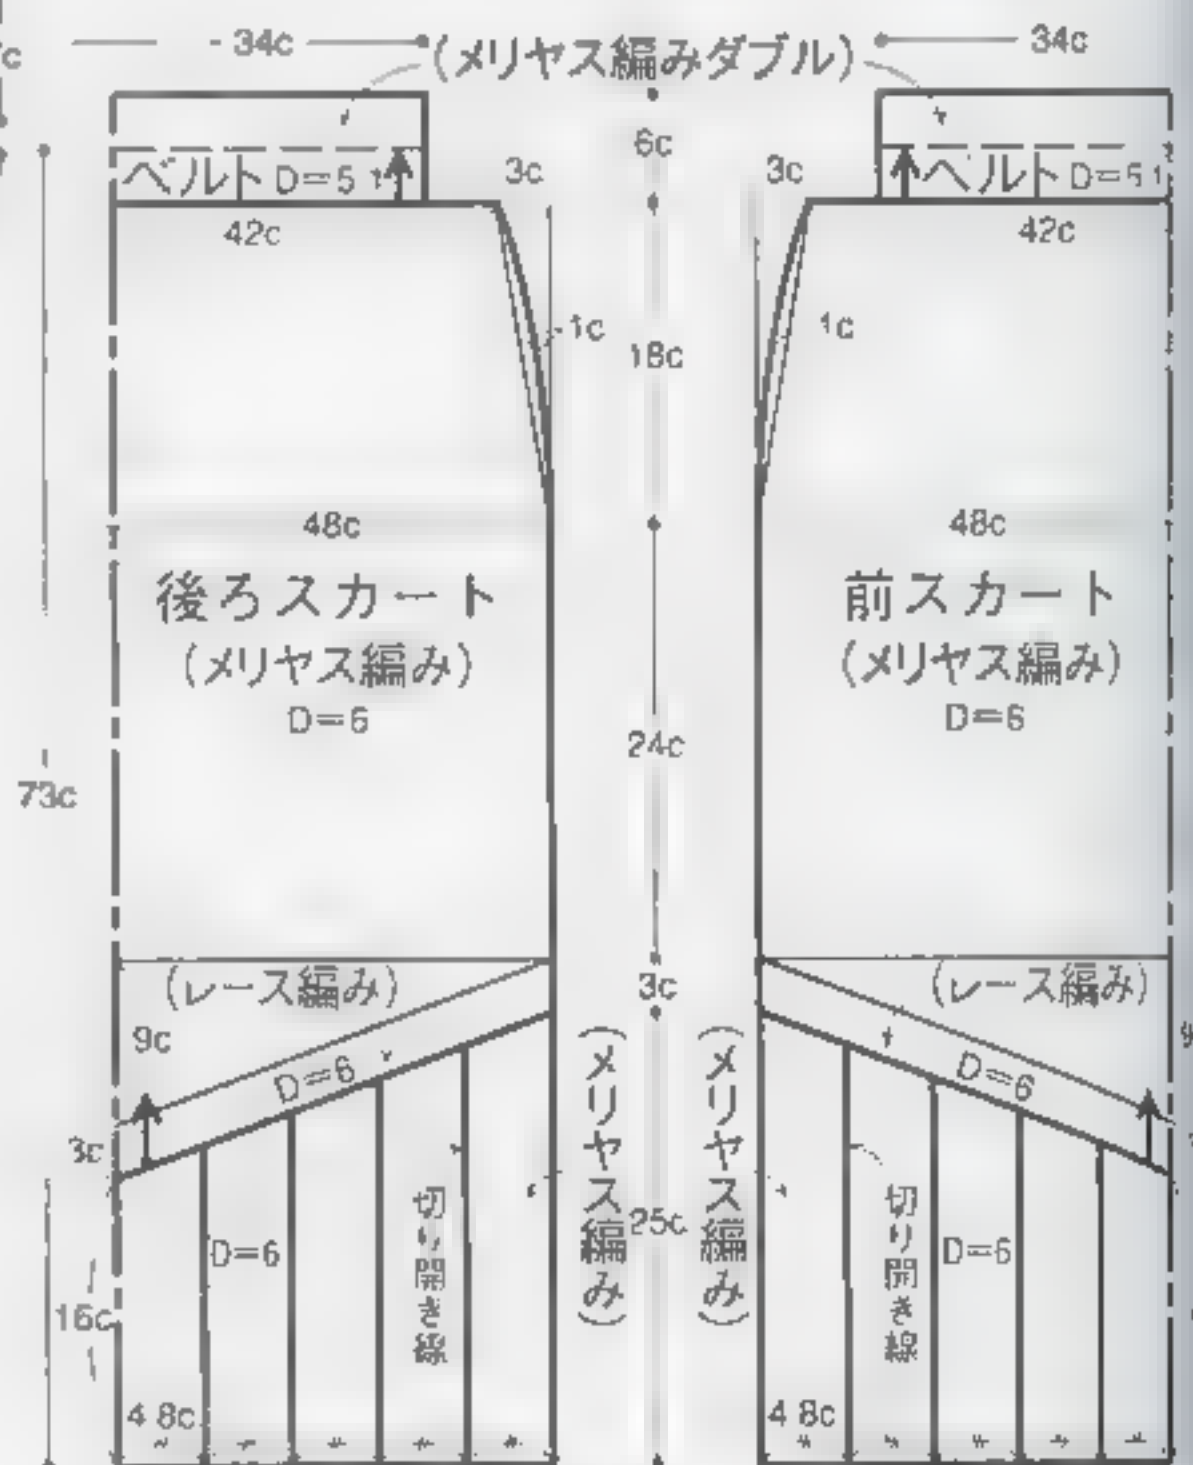 34c
(メリヤス編みダブル)
34c
6c
ベルト D=5 1
3c
3c
ベルト D=5 1
42c
42c
1c
18c
1c
48c
48c
後ろスカート
(メリヤス編み)
D=6
前スカート
(メリヤス編み)
D=6
24c
73c
(レース編み)
3c
(レース編み)
9c
D=6
D=6
3c
(メリヤス編み)
(メリヤス編み)
切り開き線
25c
切り開き線
D=6
D=6
16c
4 8c
4 8c